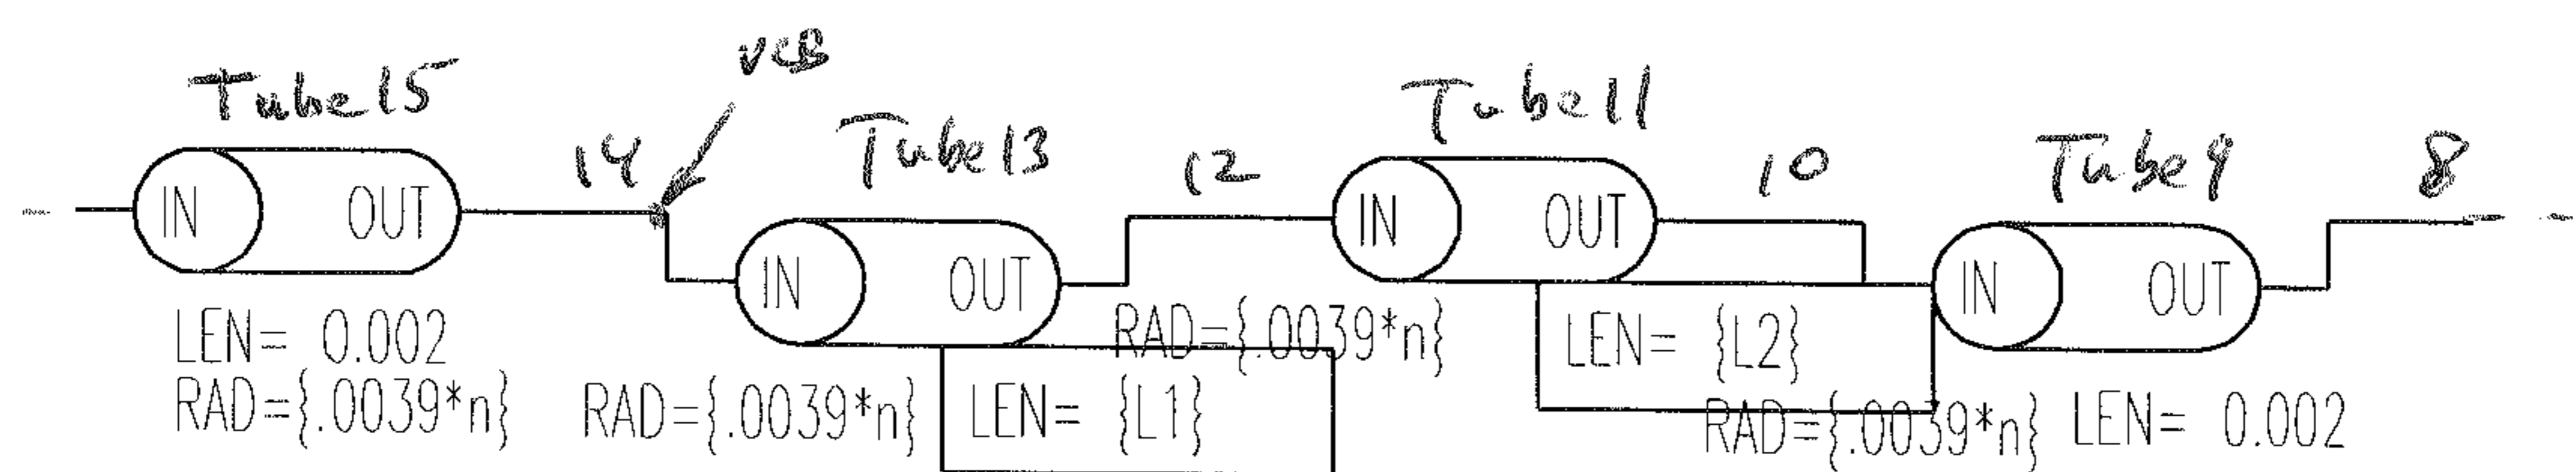 vcB
Tube15
14
Tube13
12
Tube11
10
Tube9
8
IN OUT
IN OUT
IN OUT
IN OUT
LEN= 0.002
RAD={.0039*n}
RAD={.0039*n}
LEN= {L1}
RAD={.0039*n}
LEN= {L2}
RAD={.0039*n}
LEN= 0.002